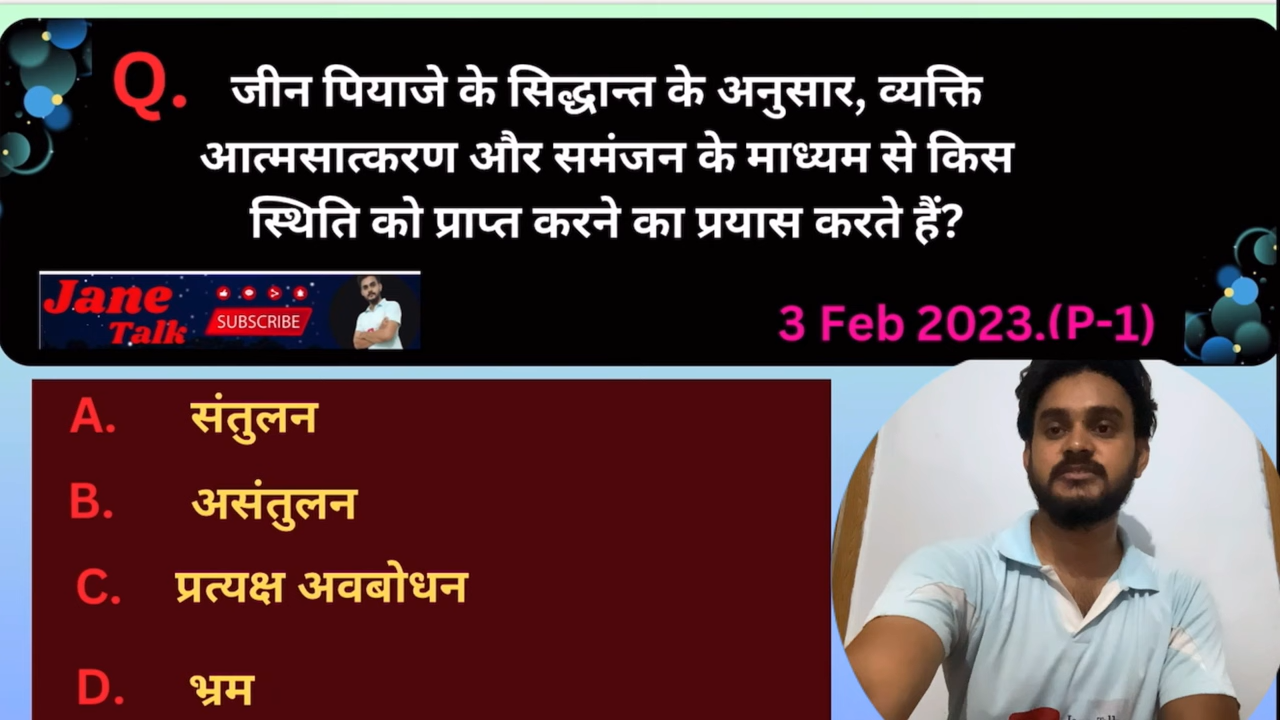 Q. जीन पियाजे के सिद्धान्त के अनुसार, व्यक्ति
आत्मसात्करण और समंजन के माध्यम से किस
स्थिति को प्राप्त करने का प्रयास करते हैं?
Jane
Talk
SUBSCRIBE
3 Feb 2023.(P-1)
A. संतुलन
B. असंतुलन
C. प्रत्यक्ष अवबोधन
D. भ्रम